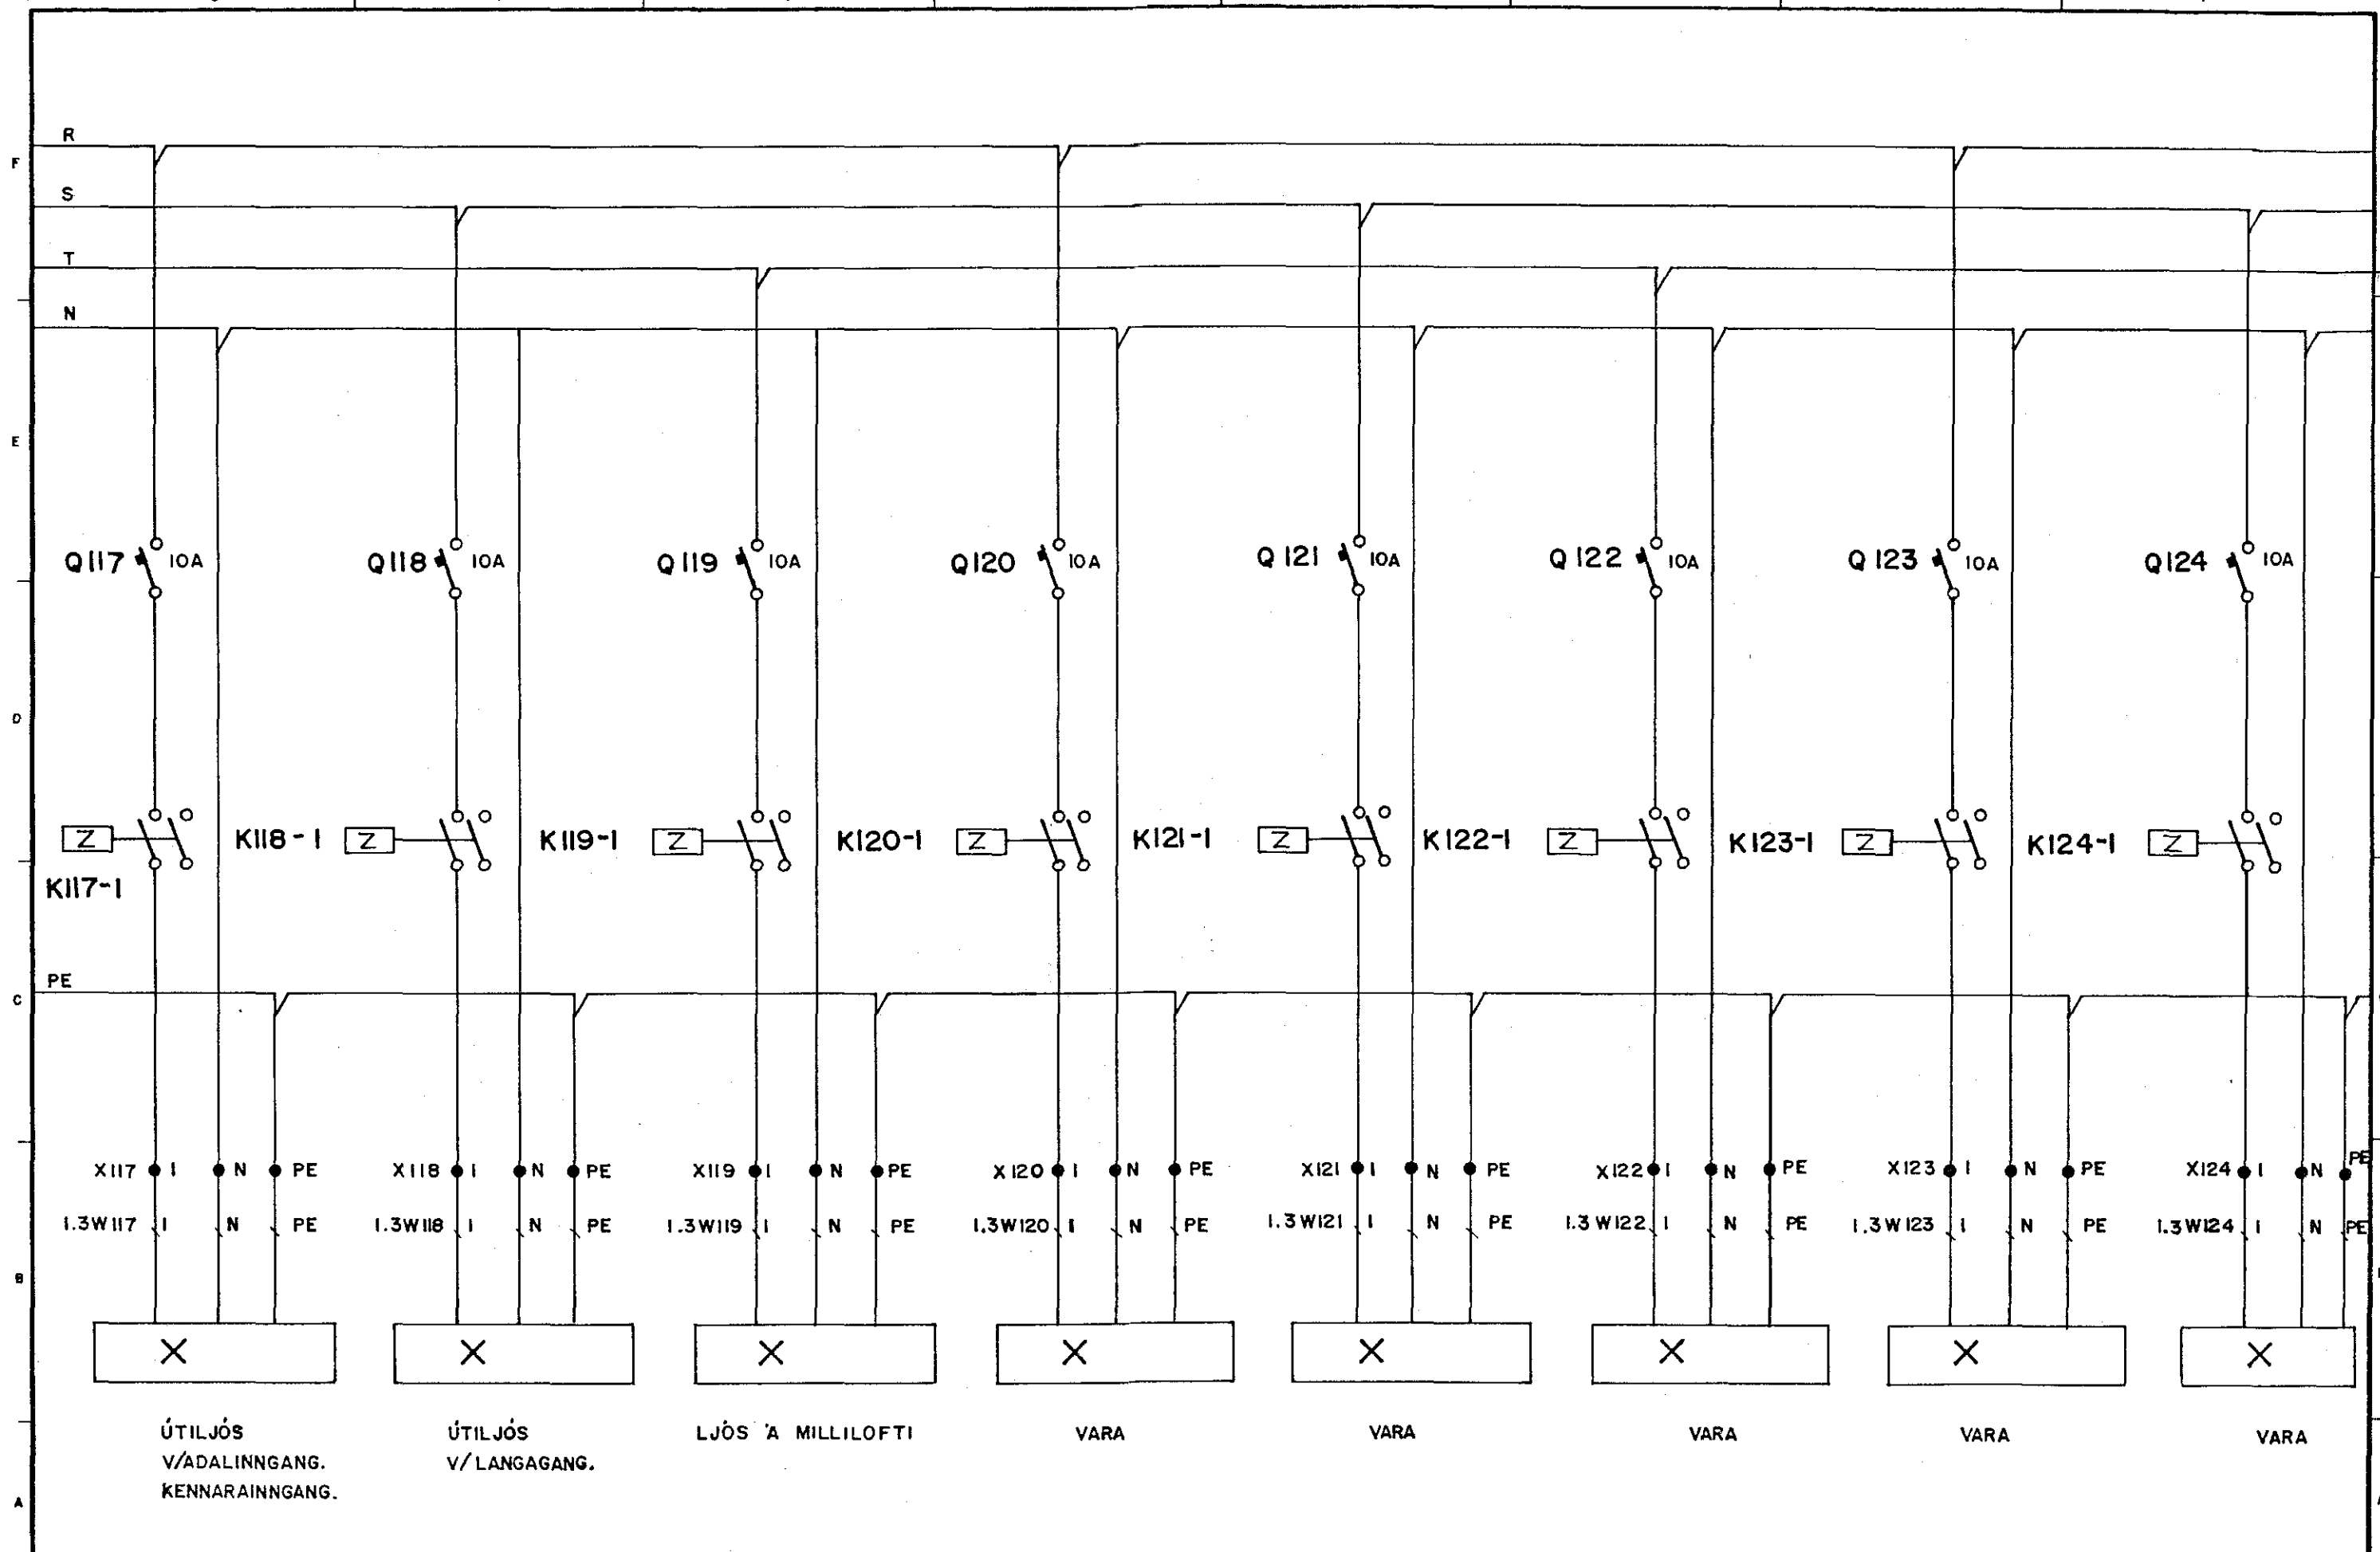 R
F
S
T
N
E
Q117 10A Q118 10A Q119 10A Q120 10A Q121 10A Q122 10A Q123 10A Q124 10A
D
Z K118-1 Z K119-1 Z K120-1 Z K121-1 Z K122-1 Z K123-1 Z K124-1 Z
K117-1
PE
C
X117 1 N PE X118 1 N PE X119 1 N PE X120 1 N PE X121 1 N PE X122 1 N PE X123 1 N PE X124 1 N PE
1.3W117 1 N PE 1.3W118 1 N PE 1.3W119 1 N PE 1.3W120 1 N PE 1.3W121 1 N PE 1.3W122 1 N PE 1.3W123 1 N PE 1.3W124 1 N PE
B
ÚTILJÓS ÚTILJÓS LJÓS Á MILLILOFTI VARA VARA VARA VARA VARA
V/ADALINNGANG. V/LANGAGANG.
KENNARAINNGANG.
A